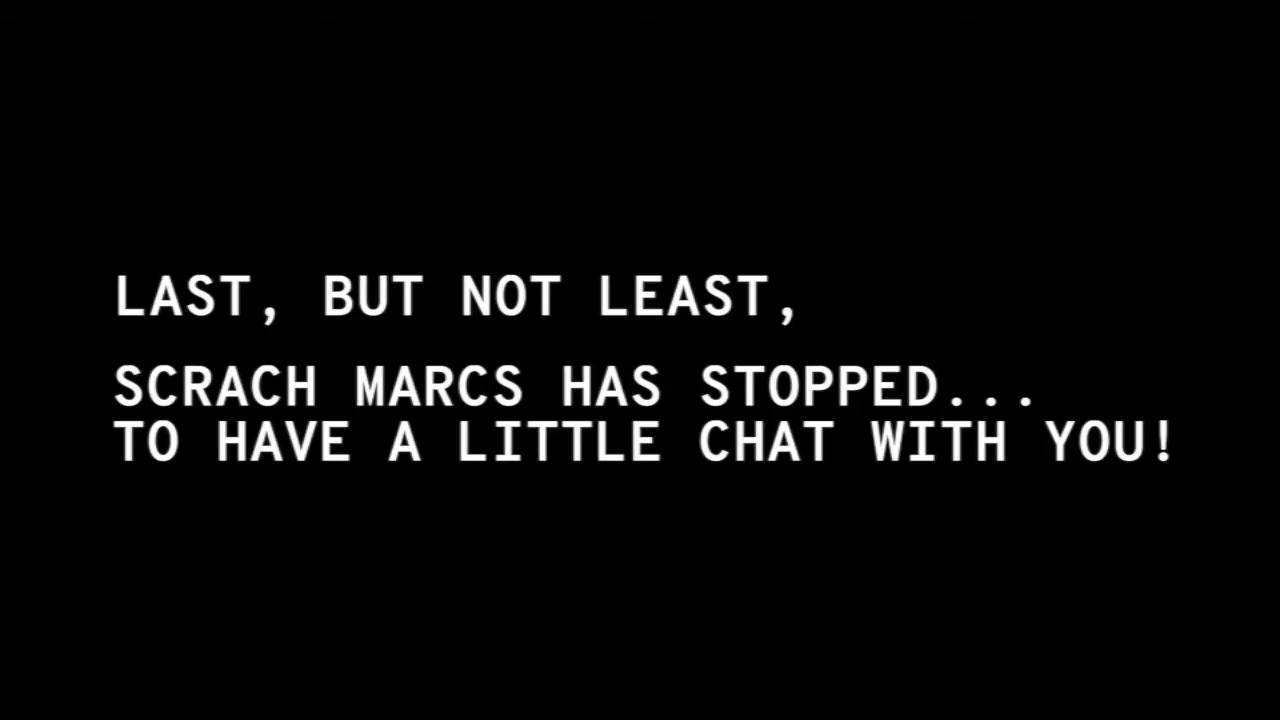 LAST, BUT NOT LEAST,
SCRACH MARCS HAS STOPPED...
TO HAVE A LITTLE CHAT WITH YOU!